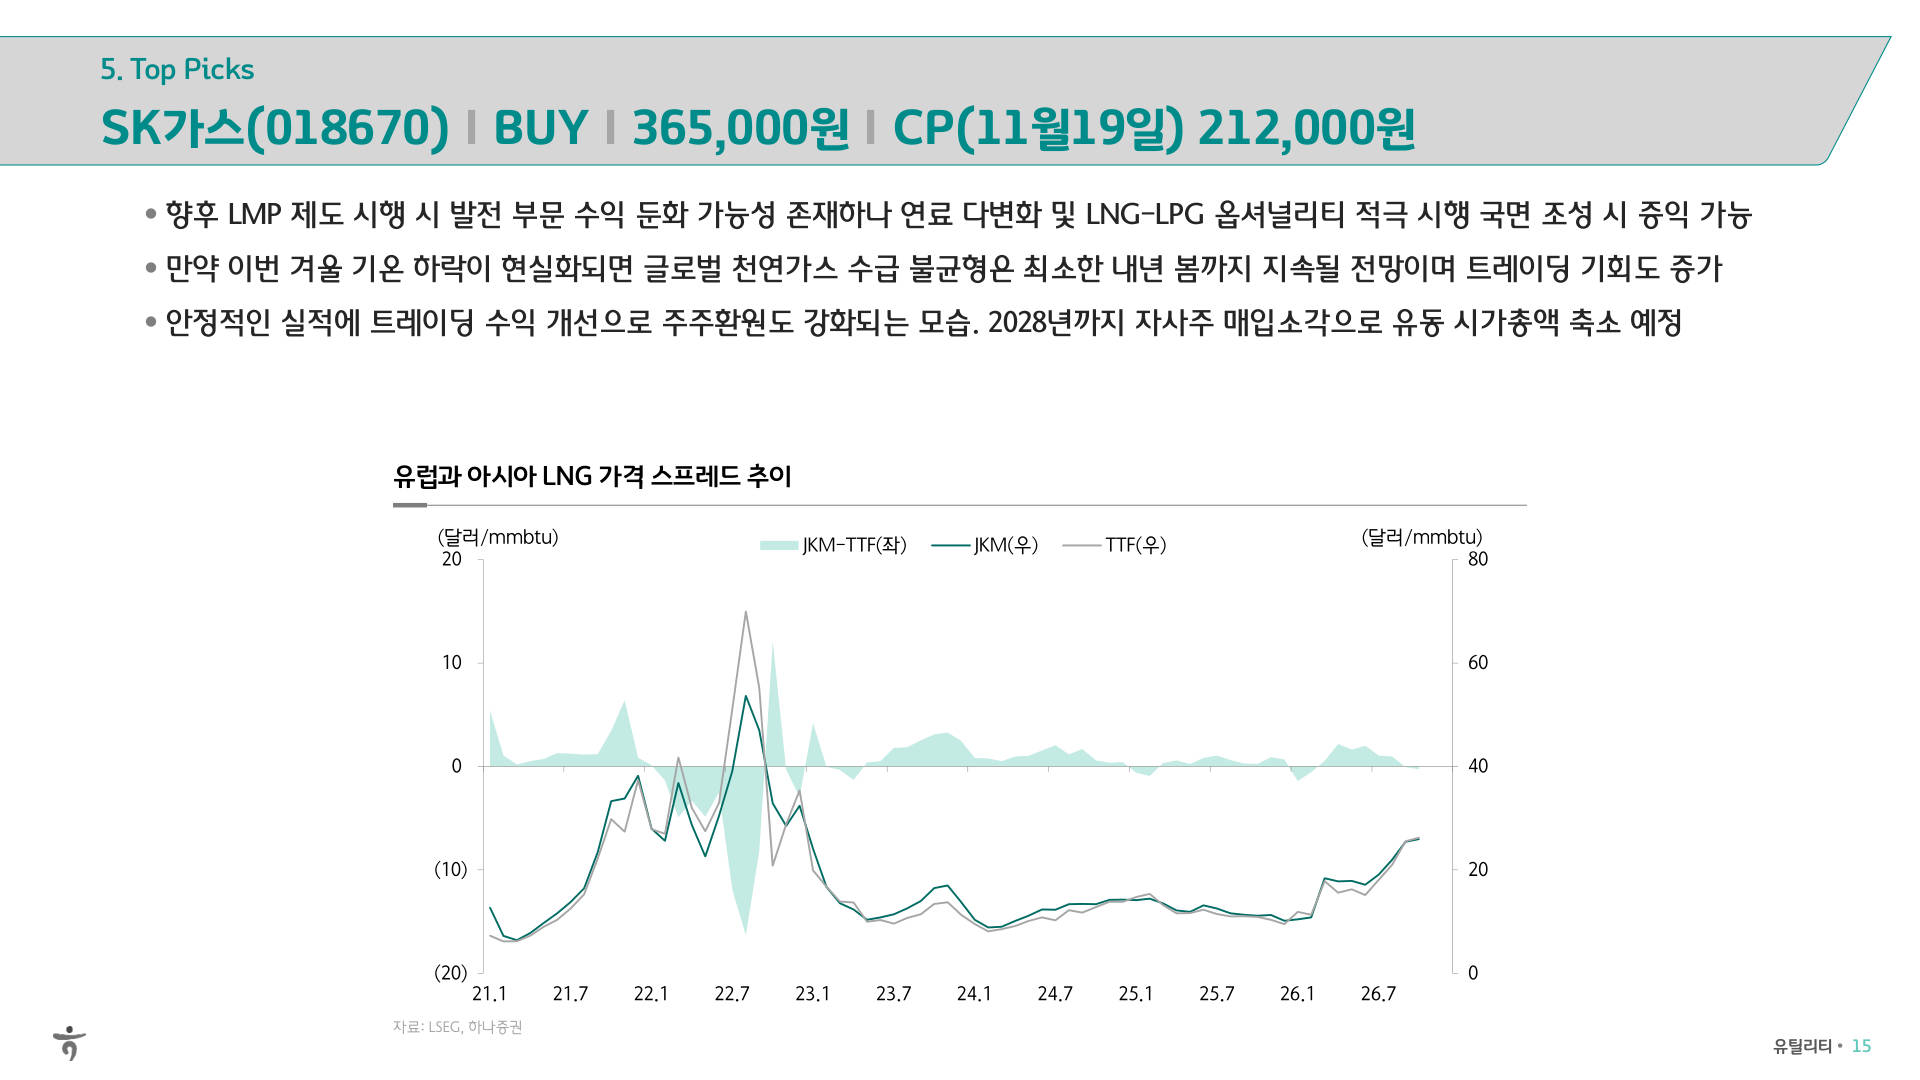 5. Top Picks
SK가스(018670) | BUY | 365,000원 | CP(11월19일) 212,000원
• 향후 LMP 제도 시행 시 발전 부문 수익 둔화 가능성 존재하나 연료 다변화 및 LNG-LPG 옵셔널리티 적극 시행 국면 조성 시 증익 가능
• 만약 이번 겨울 기온 하락이 현실화되면 글로벌 천연가스 수급 불균형은 최소한 내년 봄까지 지속될 전망이며 트레이딩 기회도 증가
• 안정적인 실적에 트레이딩 수익 개선으로 주주환원도 강화되는 모습. 2028년까지 자사주 매입소각으로 유동 시가총액 축소 예정
유럽과 아시아 LNG 가격 스프레드 추이
(달러/mmbtu)
JKM-TTF(좌) JKM(우) TTF(우)
(달러/mmbtu)
20
10
0
(10)
(20)
80
60
40
20
0
21.1 21.7 22.1 22.7 23.1 23.7 24.1 24.7 25.1 25.7 26.1 26.7
자료: LSEG, 하나증권
유틸리티 • 15